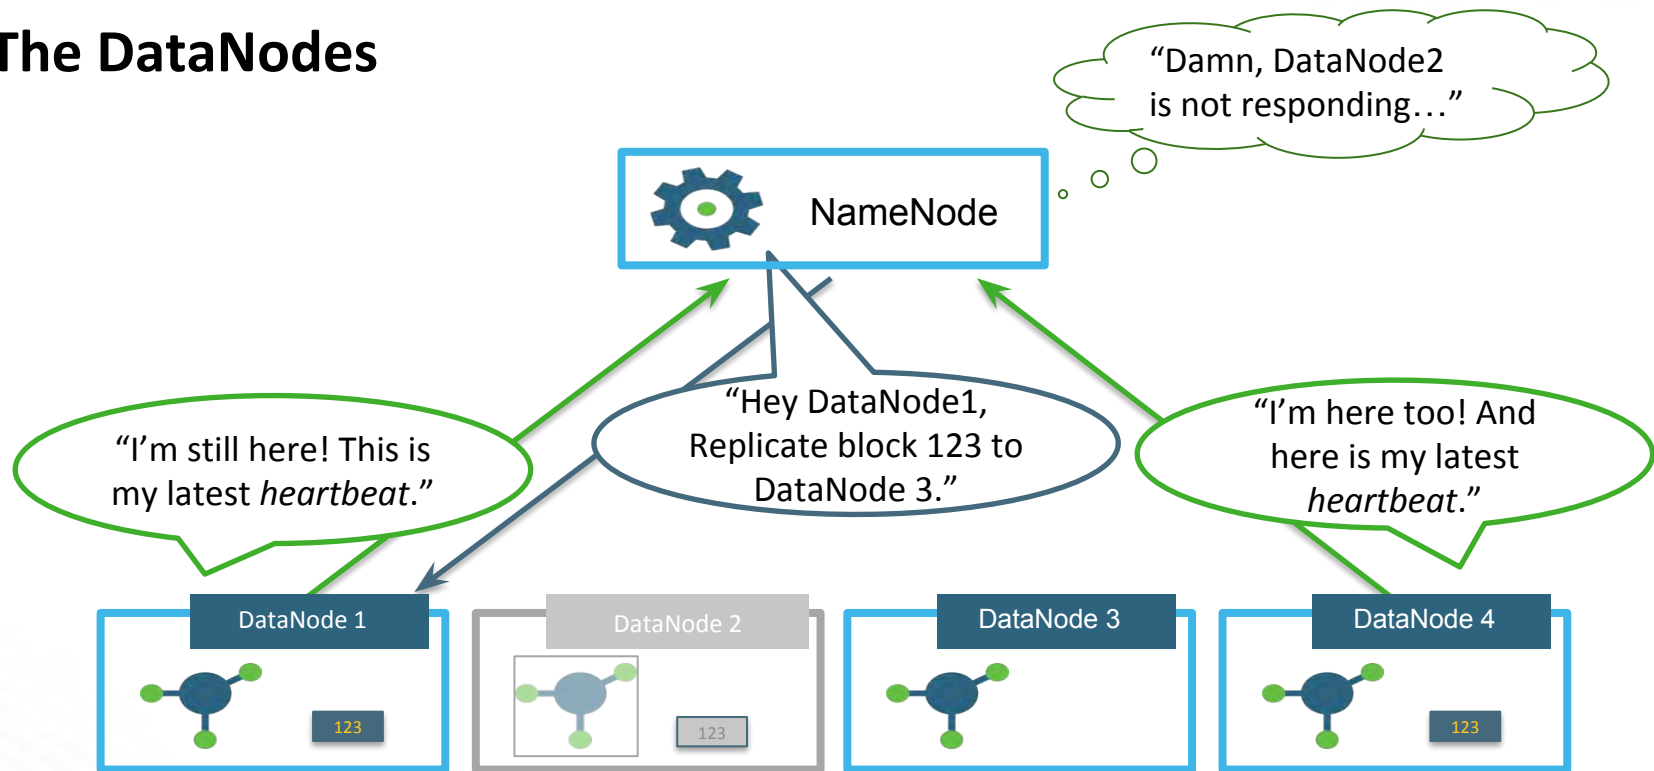 The DataNodes
“Damn, DataNode2
is not responding…”
NameNode
“I’m still here! This is
my latest heartbeat.”
“Hey DataNode1,
Replicate block 123 to
DataNode 3.”
“I’m here too! And
here is my latest
heartbeat.”
DataNode 1
DataNode 2
DataNode 3
DataNode 4
123
123
123